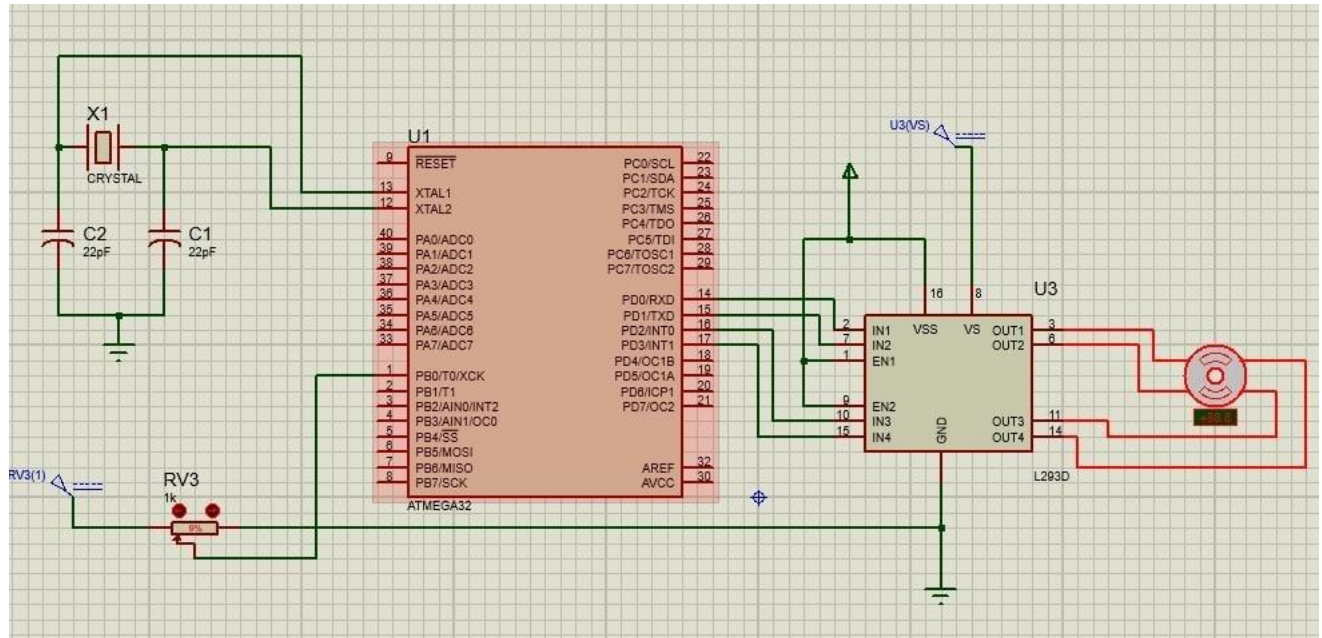 X1
CRYSTAL
C2
22pF
C1
22pF
U1
9
RESET
13
XTAL1
12
XTAL2
40
PA0/ADC0
39
PA1/ADC1
38
PA2/ADC2
37
PA3/ADC3
36
PA4/ADC4
35
PA5/ADC5
34
PA6/ADC6
33
PA7/ADC7
1
PB0/T0/XCK
2
PB1/T1
3
PB2/AIN0/INT2
4
PB3/AIN1/OC0
5
PB4/SS
6
PB5/MOSI
7
PB6/MISO
8
PB7/SCK
PC0/SCL
22
PC1/SDA
23
PC2/TCK
24
PC3/TMS
25
PC4/TDO
26
PC5/TDI
27
PC6/TOSC1
28
PC7/TOSC2
29
PD0/RXD
14
PD1/TXD
15
PD2/INT0
16
PD3/INT1
17
PD4/OC1B
18
PD5/OC1A
19
PD6/ICP1
20
PD7/OC2
21
AREF
32
AVCC
30
ATMEGA32
RV3(1)
RV3
1k
9%
U3(VS)
U3
16
8
VSS
VS
2
IN1
7
IN2
1
EN1
9
EN2
10
IN3
15
IN4
OUT1
3
OUT2
6
OUT3
11
OUT4
14
GND
L293D